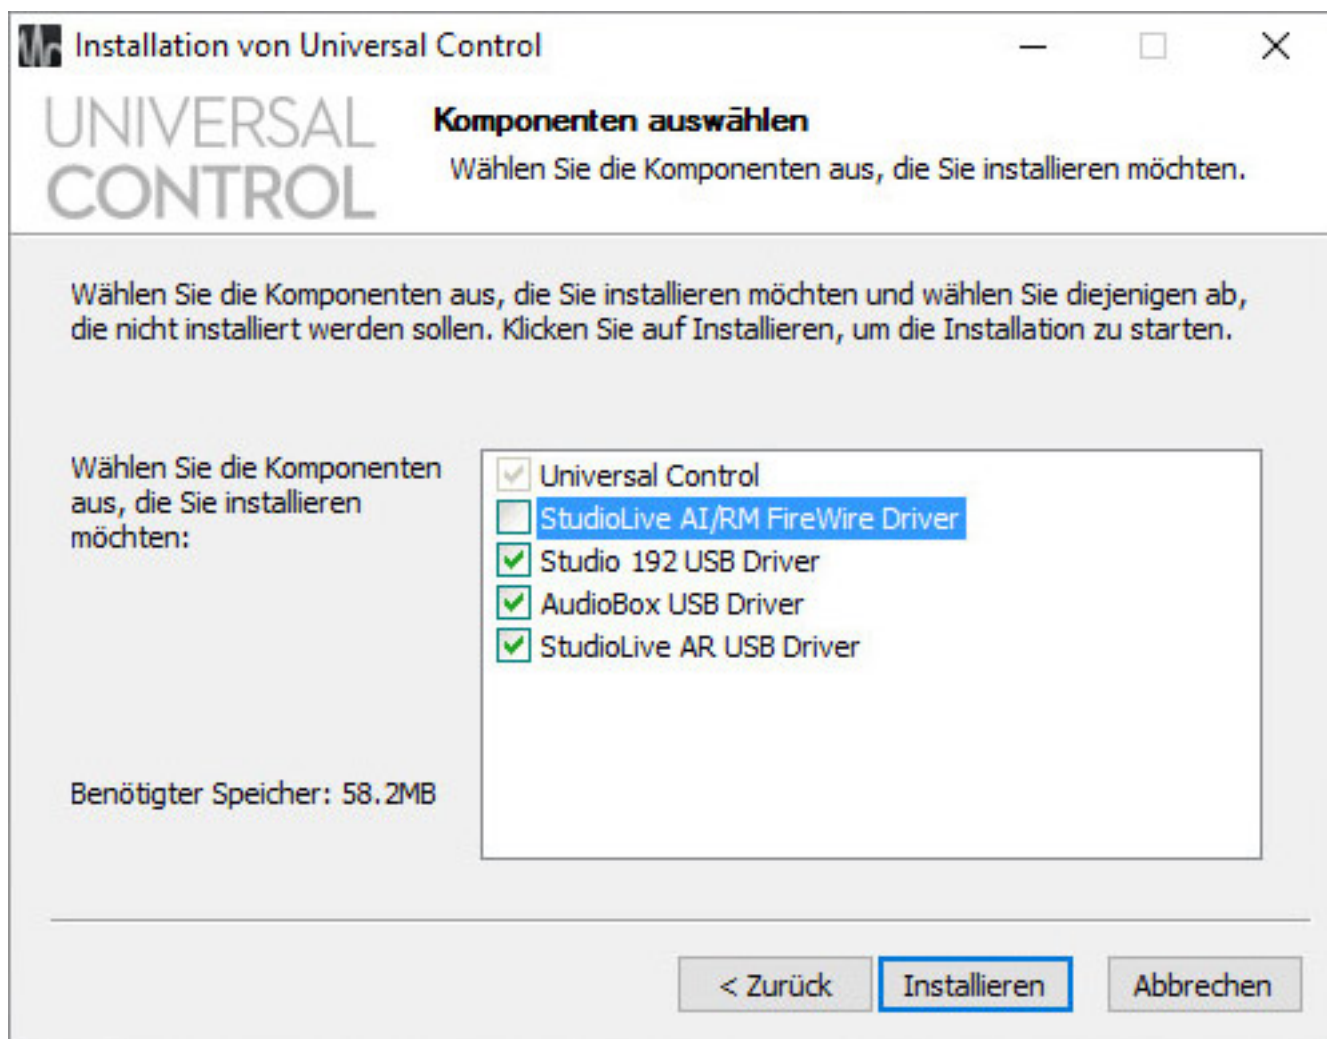 Installation von Universal Control
UNIVERSAL
CONTROL
Komponenten auswählen
Wählen Sie die Komponenten aus, die Sie installieren möchten.
Wählen Sie die Komponenten aus, die Sie installieren möchten und wählen Sie diejenigen ab,
die nicht installiert werden sollen. Klicken Sie auf Installieren, um die Installation zu starten.
Wählen Sie die Komponenten
aus, die Sie installieren
möchten:
Universal Control
StudioLive AI/RM FireWire Driver
Studio 192 USB Driver
AudioBox USB Driver
StudioLive AR USB Driver
Benötigter Speicher: 58.2MB
< Zurück
Installieren
Abbrechen